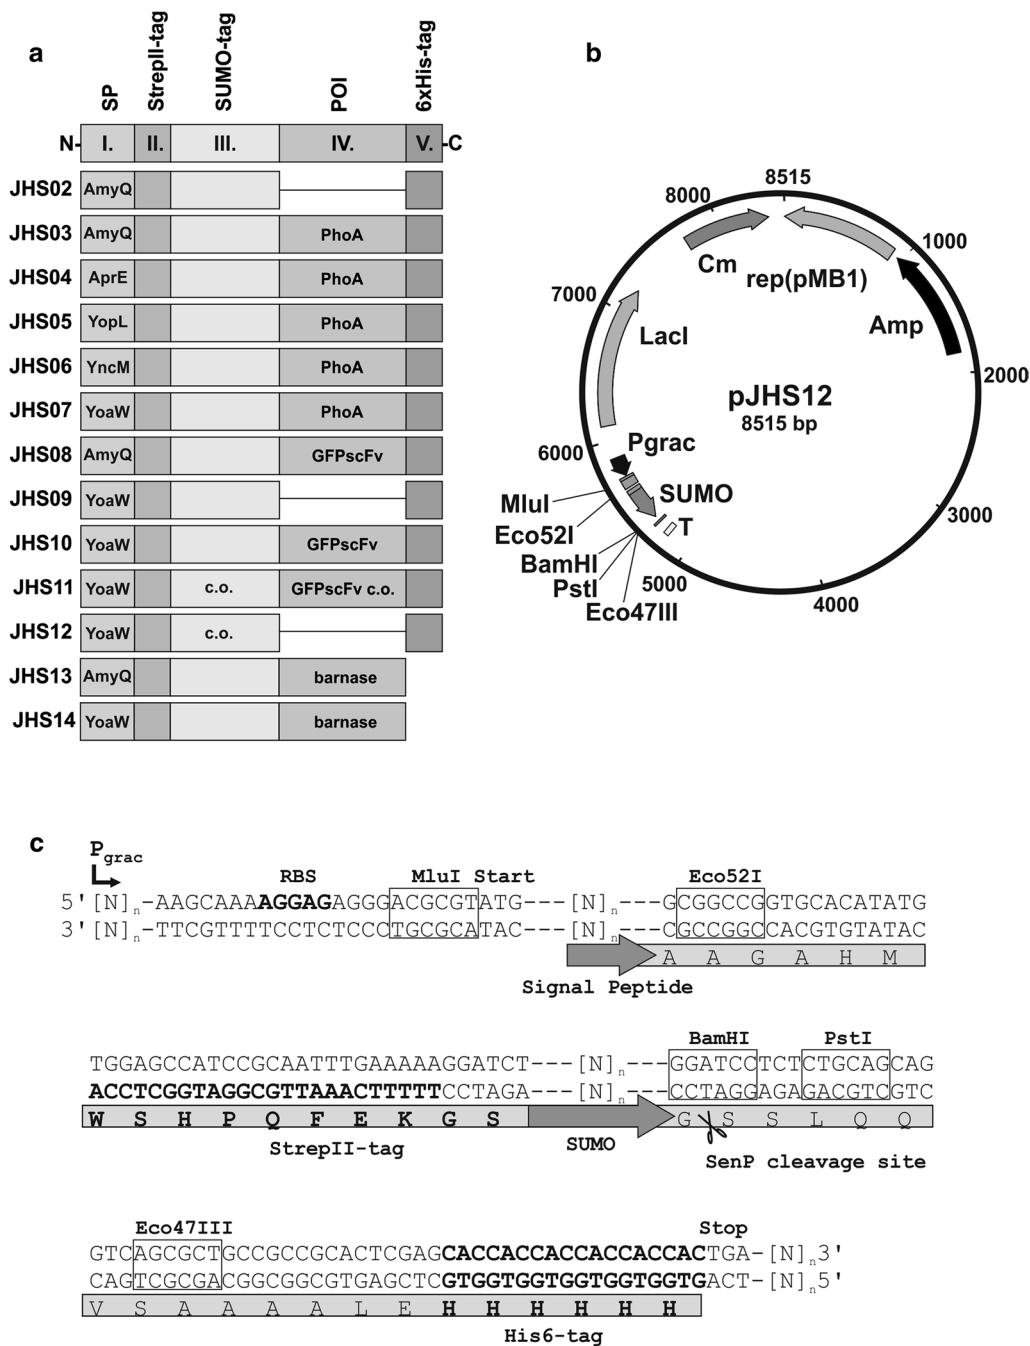 a
SP StrepII-tag SUMO-tag POI 6xHis-tag
N- I. II. III. IV. V. -C
JHS02 AmyQ
JHS03 AmyQ PhoA
JHS04 AprE PhoA
JHS05 YopL PhoA
JHS06 YncM PhoA
JHS07 YoaW PhoA
JHS08 AmyQ GFPscFv
JHS09 YoaW
JHS10 YoaW GFPscFv
JHS11 YoaW c.o. GFPscFv c.o.
JHS12 YoaW c.o.
JHS13 AmyQ barnase
JHS14 YoaW barnase
b
8515
8000
1000
Cm
rep(pMB1)
7000
LacI
Amp
2000
pJHS12
8515 bp
6000
Pgrac
MluI
SUMO
Eco52I
T
3000
BamHI
PstI
5000
Eco47III
4000
c
Pgrac
RBS MluI Start Eco52I
5'[N]n-AAGCAAAAGGAGAGGGACGCGTATG---[N]n---GCGGCCGGTGCACATATG
3'[N]n-TTCGTTTTCCTCTCCCTGCGCATAC---[N]n---CGCCGGCCACGTGTATAC
A A G A H M
Signal Peptide
BamHI PstI
TGGAGCCATCCGCAATTTGAAAAAGGATCT---[N]n---GGATCCTCTCTGCAGCAG
ACCTCGGTAGGCGTTAAACTTTTTCCTAGA---[N]n---CCTAGGAGAGACGTCGTC
W S H P Q F E K G S G S S L Q Q
StrepII-tag SUMO SenP cleavage site
Eco47III Stop
GTCAGCGCTGCCGCCGCACTCGAGCACCACCACCACCACCACTGA-[N]n3'
CAGTCGCGACGGCGGCGTGAGCTCGTGGTGGTGGTGGTGGTGACT-[N]n5'
V S A A A A L E H H H H H H
His6-tag